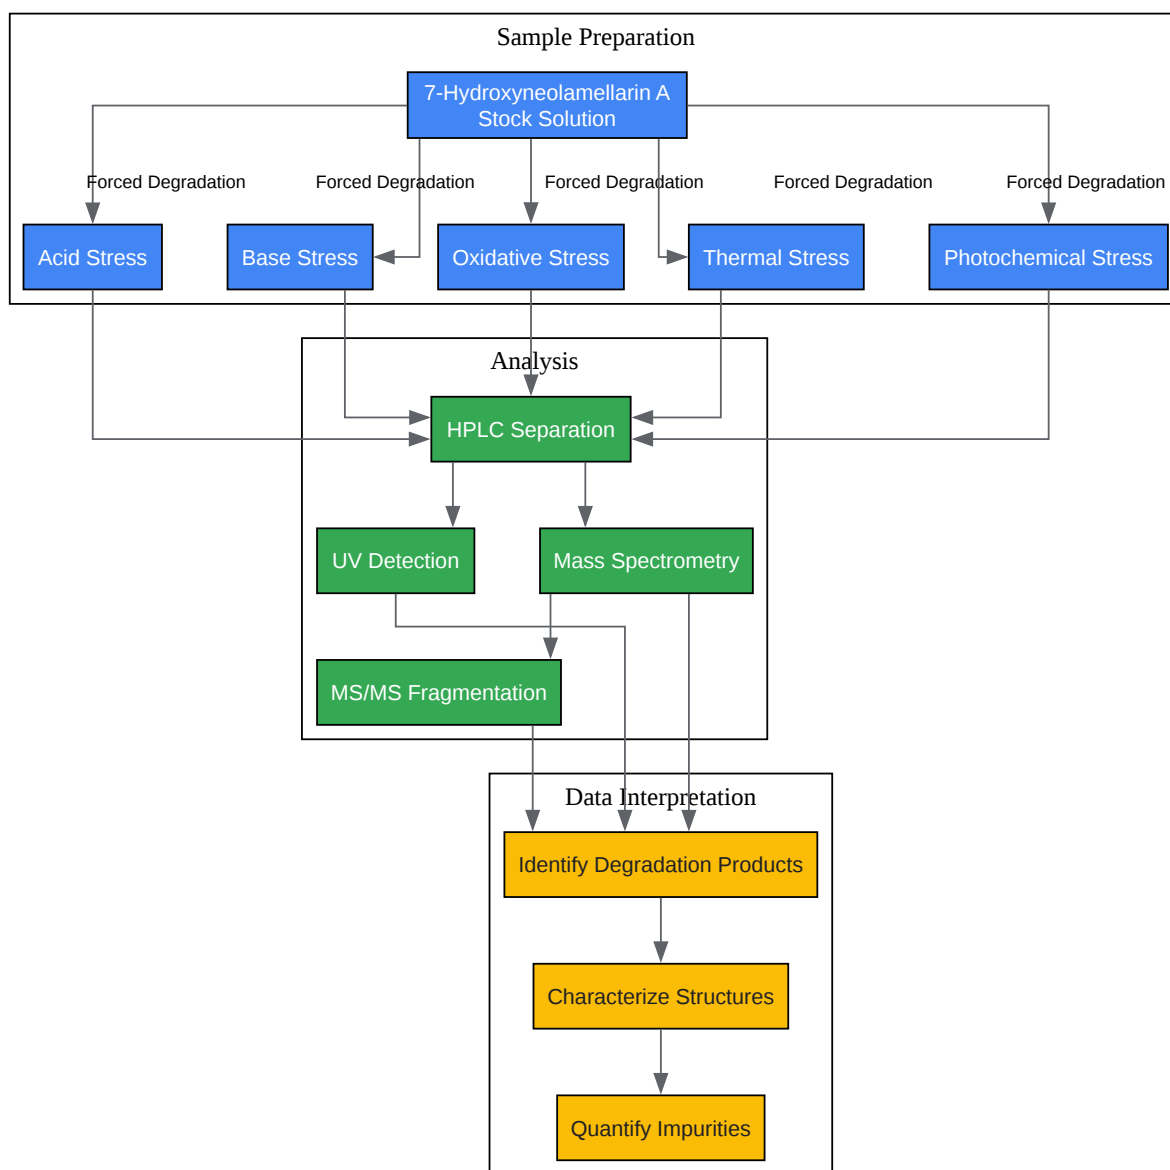 Sample Preparation
7-Hydroxyneolamellarin A
Stock Solution
Forced Degradation
Forced Degradation
Forced Degradation
Forced Degradation
Forced Degradation
Acid Stress
Base Stress
Oxidative Stress
Thermal Stress
Photochemical Stress
Analysis
HPLC Separation
UV Detection
Mass Spectrometry
MS/MS Fragmentation
Data Interpretation
Identify Degradation Products
Characterize Structures
Quantify Impurities